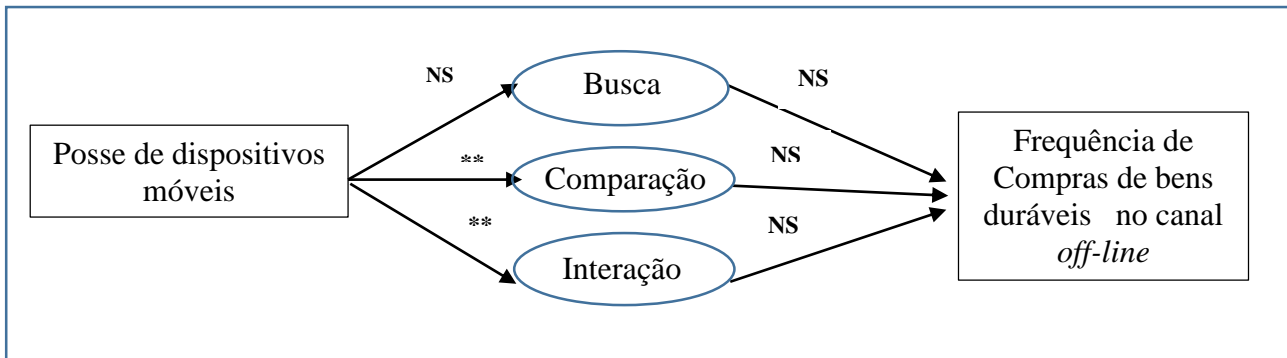 NS
Busca
NS
Posse de dispositivos
móveis
**
Comparação
NS
**
Interação
NS
Frequência de
Compras de bens
duráveis no canal
off-line